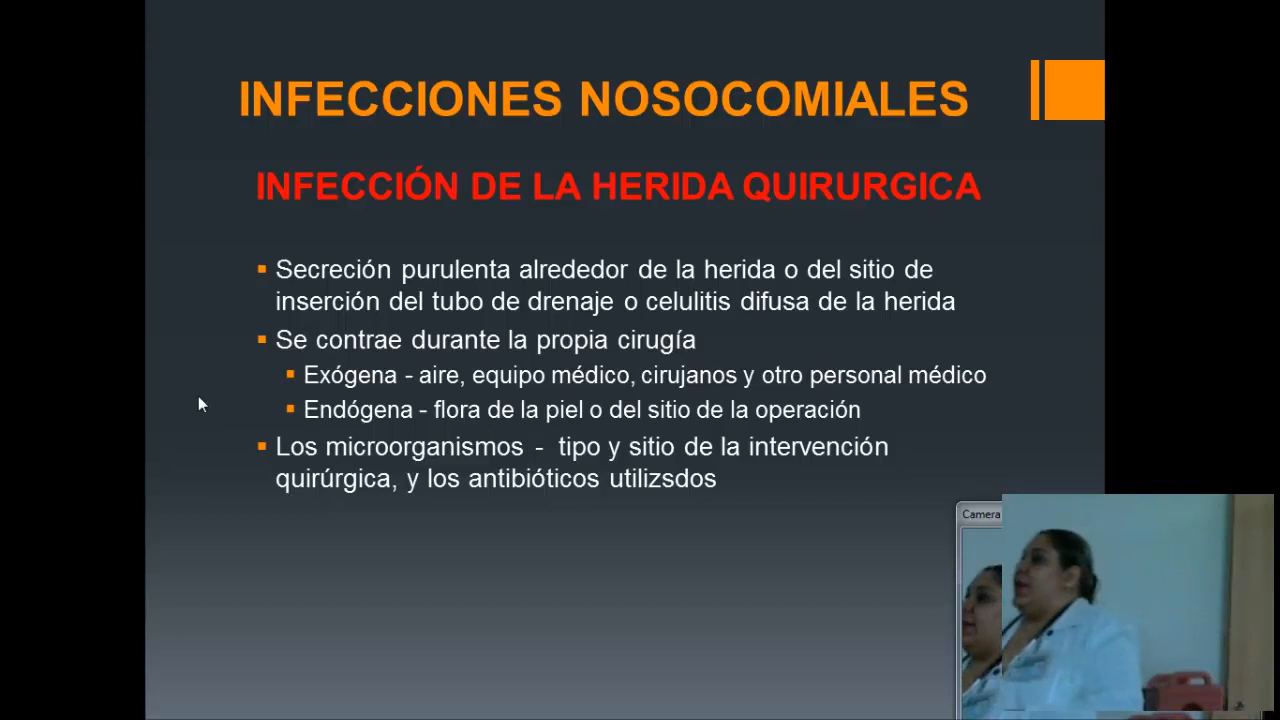 INFECCIONES NOSOCOMIALES
INFECCIÓN DE LA HERIDA QUIRURGICA
Secreción purulenta alrededor de la herida o del sitio de
inserción del tubo de drenaje o celulitis difusa de la herida
Se contrae durante la propia cirugía
Exógena - aire, equipo médico, cirujanos y otro personal médico
Endógena - flora de la piel o del sitio de la operación
Los microorganismos - tipo y sitio de la intervención
quirúrgica, y los antibióticos utilizsdos
Camera